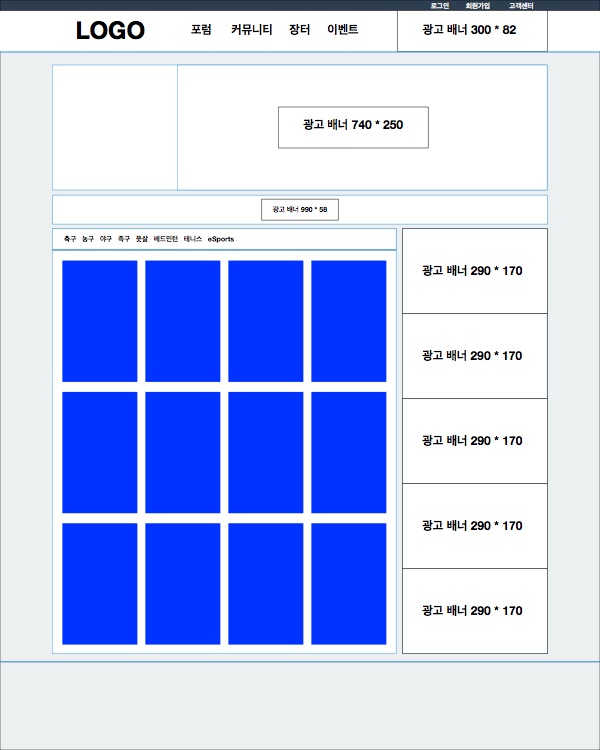 로그인 회원가입 고객센터
LOGO 포럼 커뮤니티 장터 이벤트 광고 배너 300 * 82
광고 배너 740 * 250
광고 배너 990 * 58
축구 농구 야구 족구 풋살 베드민턴 테니스 eSports
광고 배너 290 * 170
광고 배너 290 * 170
광고 배너 290 * 170
광고 배너 290 * 170
광고 배너 290 * 170